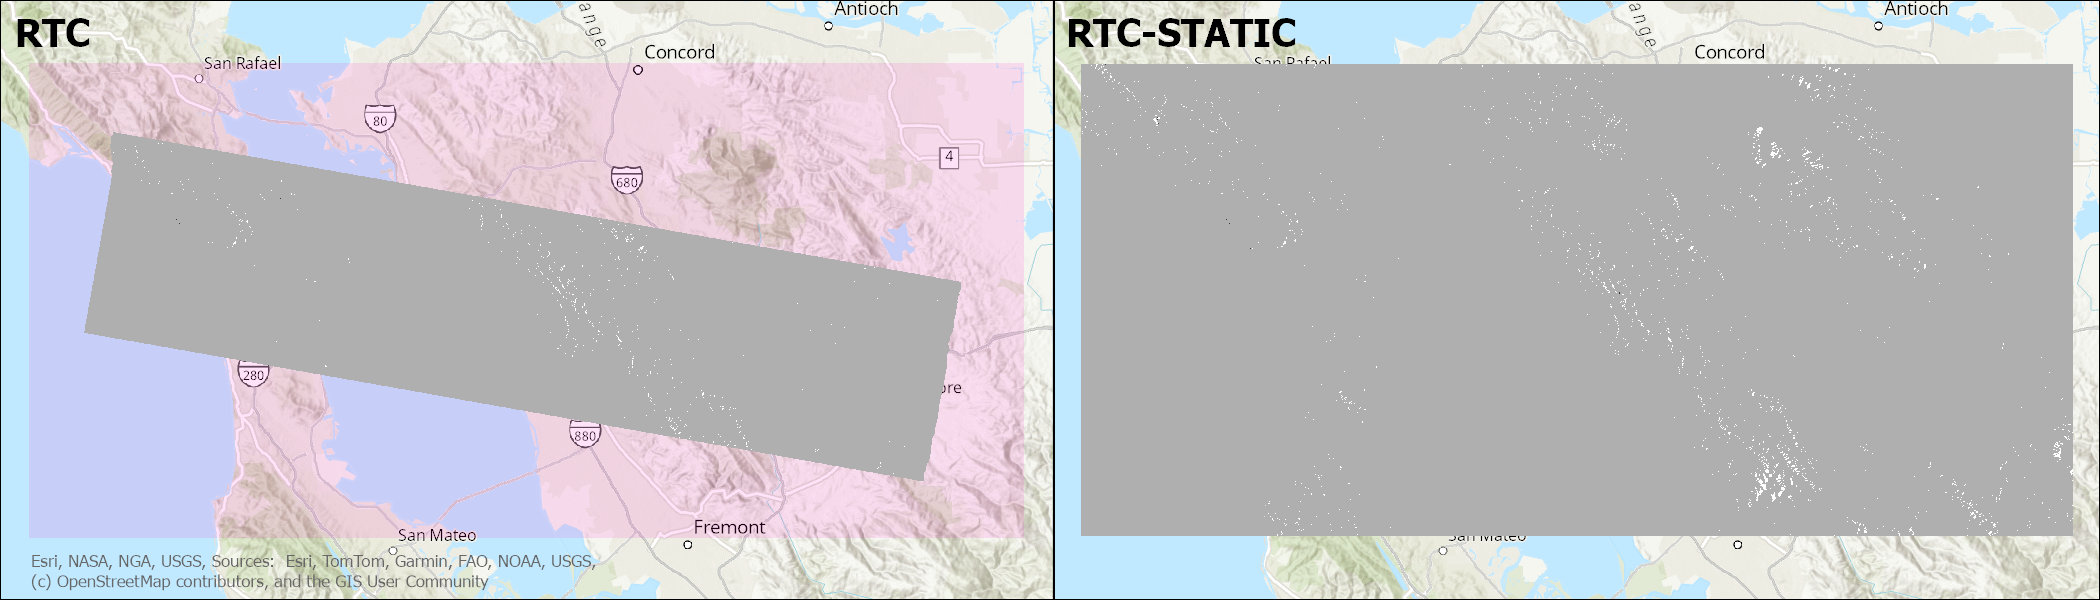 RTC
ange
Antioch
Concord
San Rafael
80
4
680
280
880
San Mateo
Fremont
Esri, NASA, NGA, USGS, Sources: Esri, TomTom, Garmin, FAO, NOAA, USGS,
(c) OpenStreetMap contributors, and the GIS User Community
RTC-STATIC
ange
Antioch
Concord
San Rafael
San Mateo